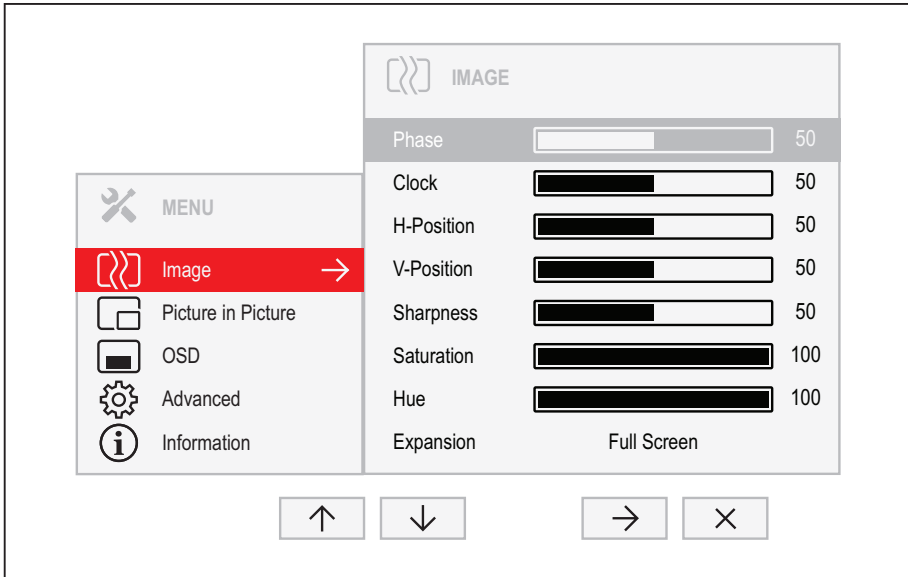 MENU
Image
Picture in Picture
OSD
Advanced
Information
IMAGE
Phase 50
Clock 50
H-Position 50
V-Position 50
Sharpness 50
Saturation 100
Hue 100
Expansion Full Screen